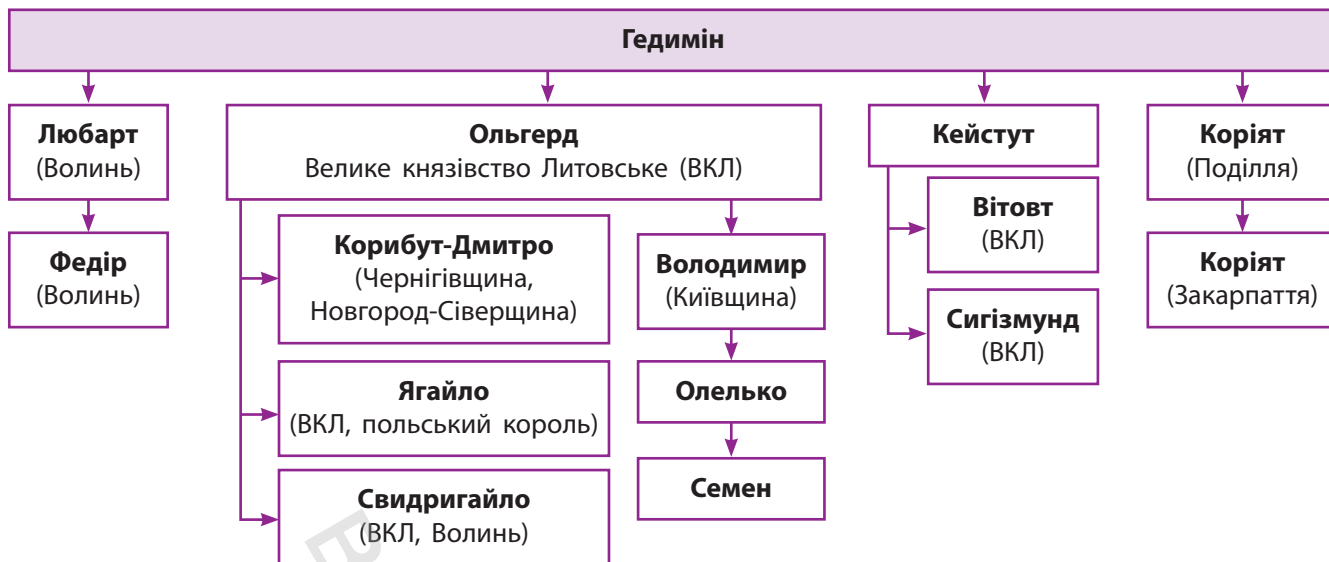 Гедимін
Любарт
(Волинь)
Федір
(Волинь)
Ольгерд
Велике князівство Литовське (ВКЛ)
Корибут-Дмитро
(Чернігівщина,
Новгород-Сіверщина)
Ягайло
(ВКЛ, польський король)
Свидригайло
(ВКЛ, Волинь)
Володимир
(Київщина)
Олелько
Семен
Кейстут
Вітовт
(ВКЛ)
Сигізмунд
(ВКЛ)
Коріят
(Поділля)
Коріят
(Закарпаття)